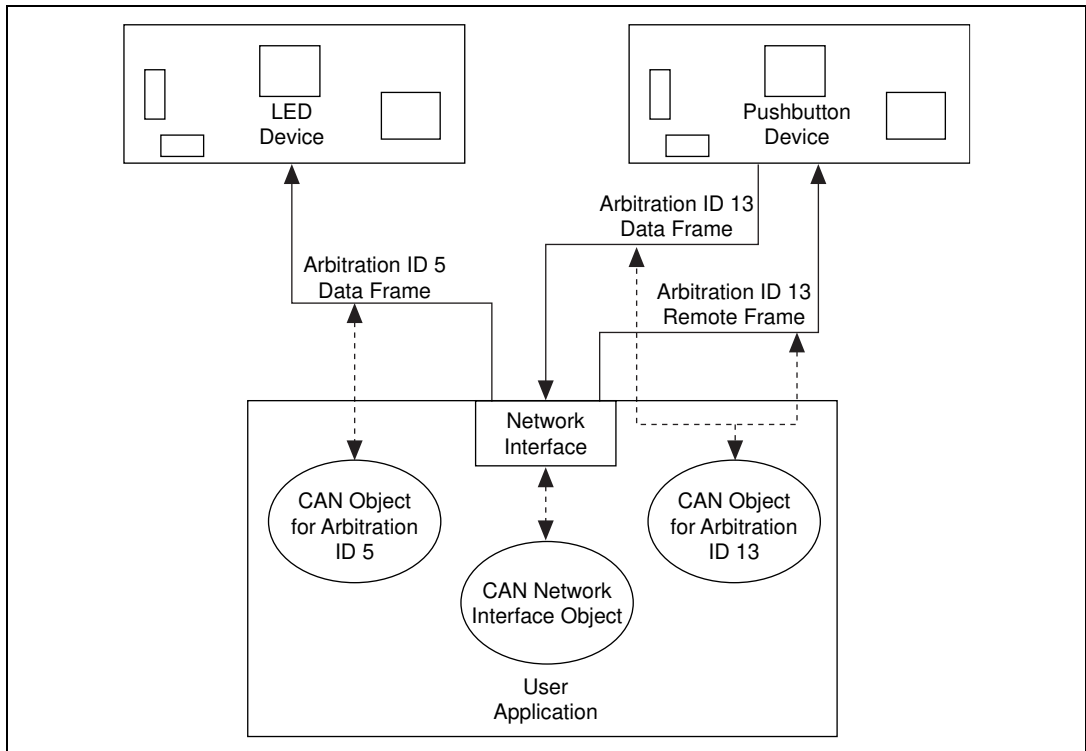 LED
Device
Pushbutton
Device
Arbitration ID 13
Data Frame
Arbitration ID 5
Data Frame
Arbitration ID 13
Remote Frame
Network
Interface
CAN Object
for Arbitration
ID 5
CAN Object
for Arbitration
ID 13
CAN Network
Interface Object
User
Application